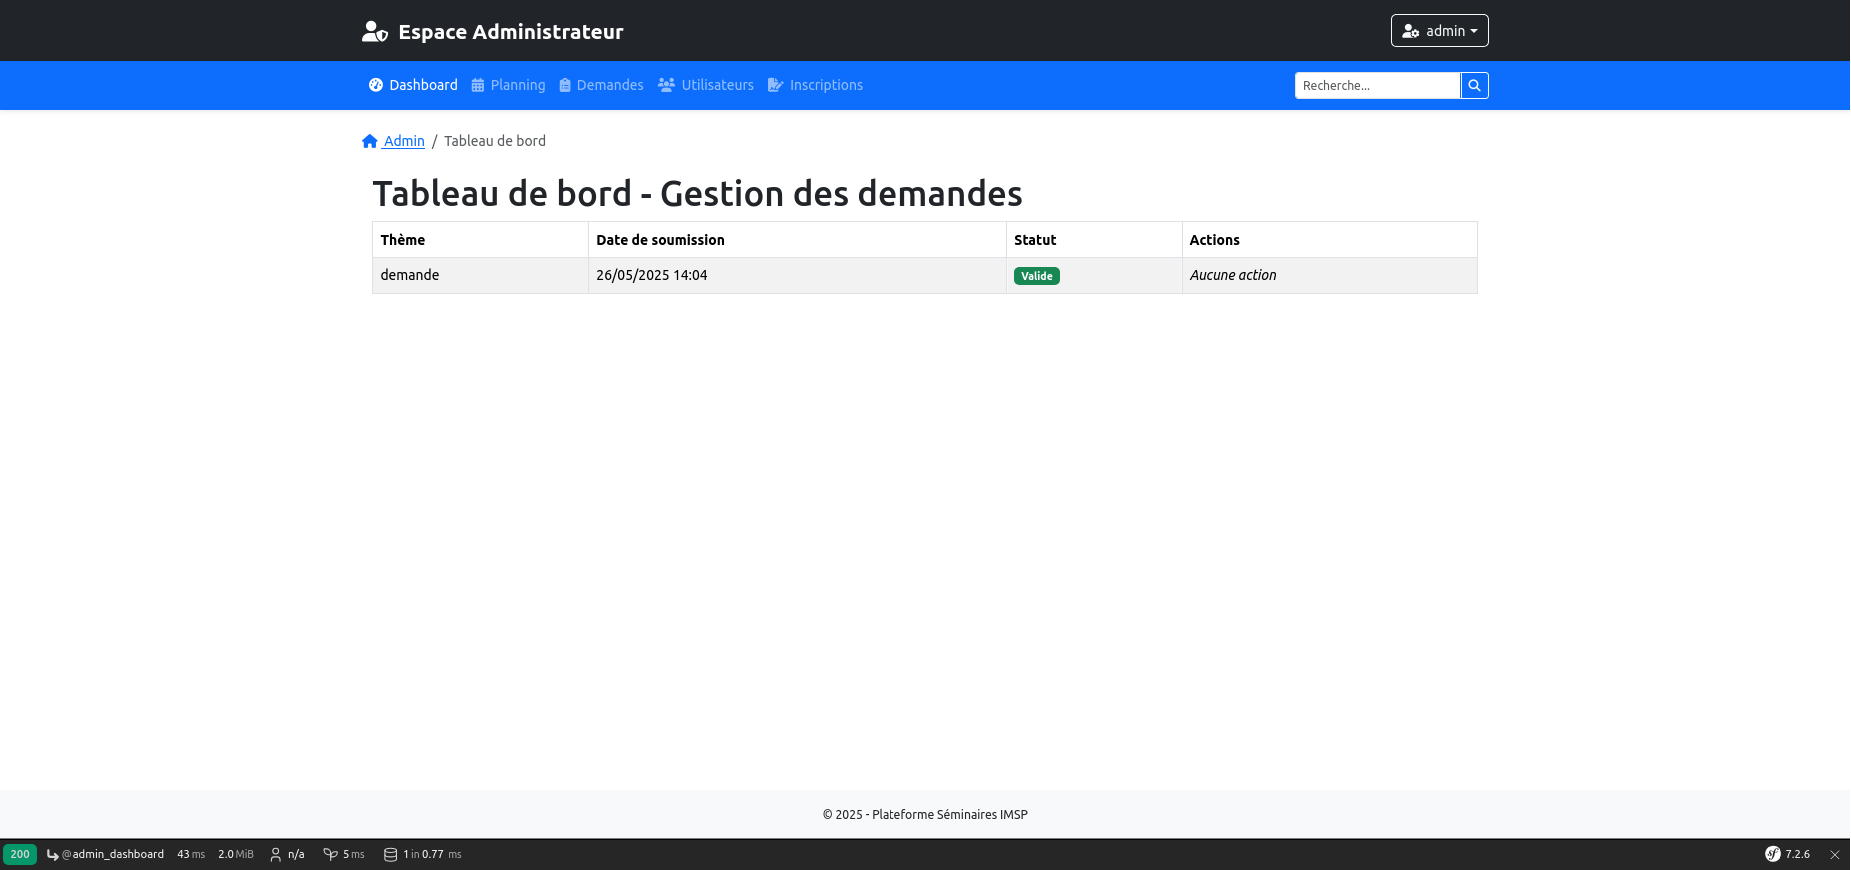 Espace Administrateur
admin
Dashboard Planning Demandes Utilisateurs Inscriptions
Recherche...
Admin / Tableau de bord
Tableau de bord - Gestion des demandes
Thème Date de soumission Statut Actions
demande 26/05/2025 14:04 Valide Aucune action
© 2025 - Plateforme Séminaires IMSP
200 @admin_dashboard 43 ms 2.0 MiB n/a 5 ms 1 in 0.77 ms sf 7.2.6